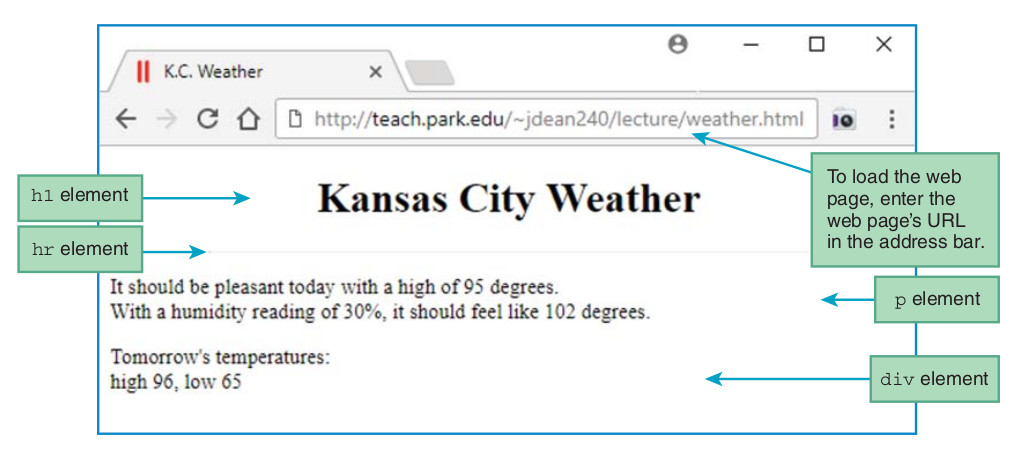 K.C. Weather
http://teach.park.edu/~jdean240/lecture/weather.html
To load the web
page, enter the
web page's URL
in the address bar.
h1 element
Kansas City Weather
hr element
It should be pleasant today with a high of 95 degrees.
With a humidity reading of 30%, it should feel like 102 degrees.
p element
Tomorrow's temperatures:
high 96, low 65
div element